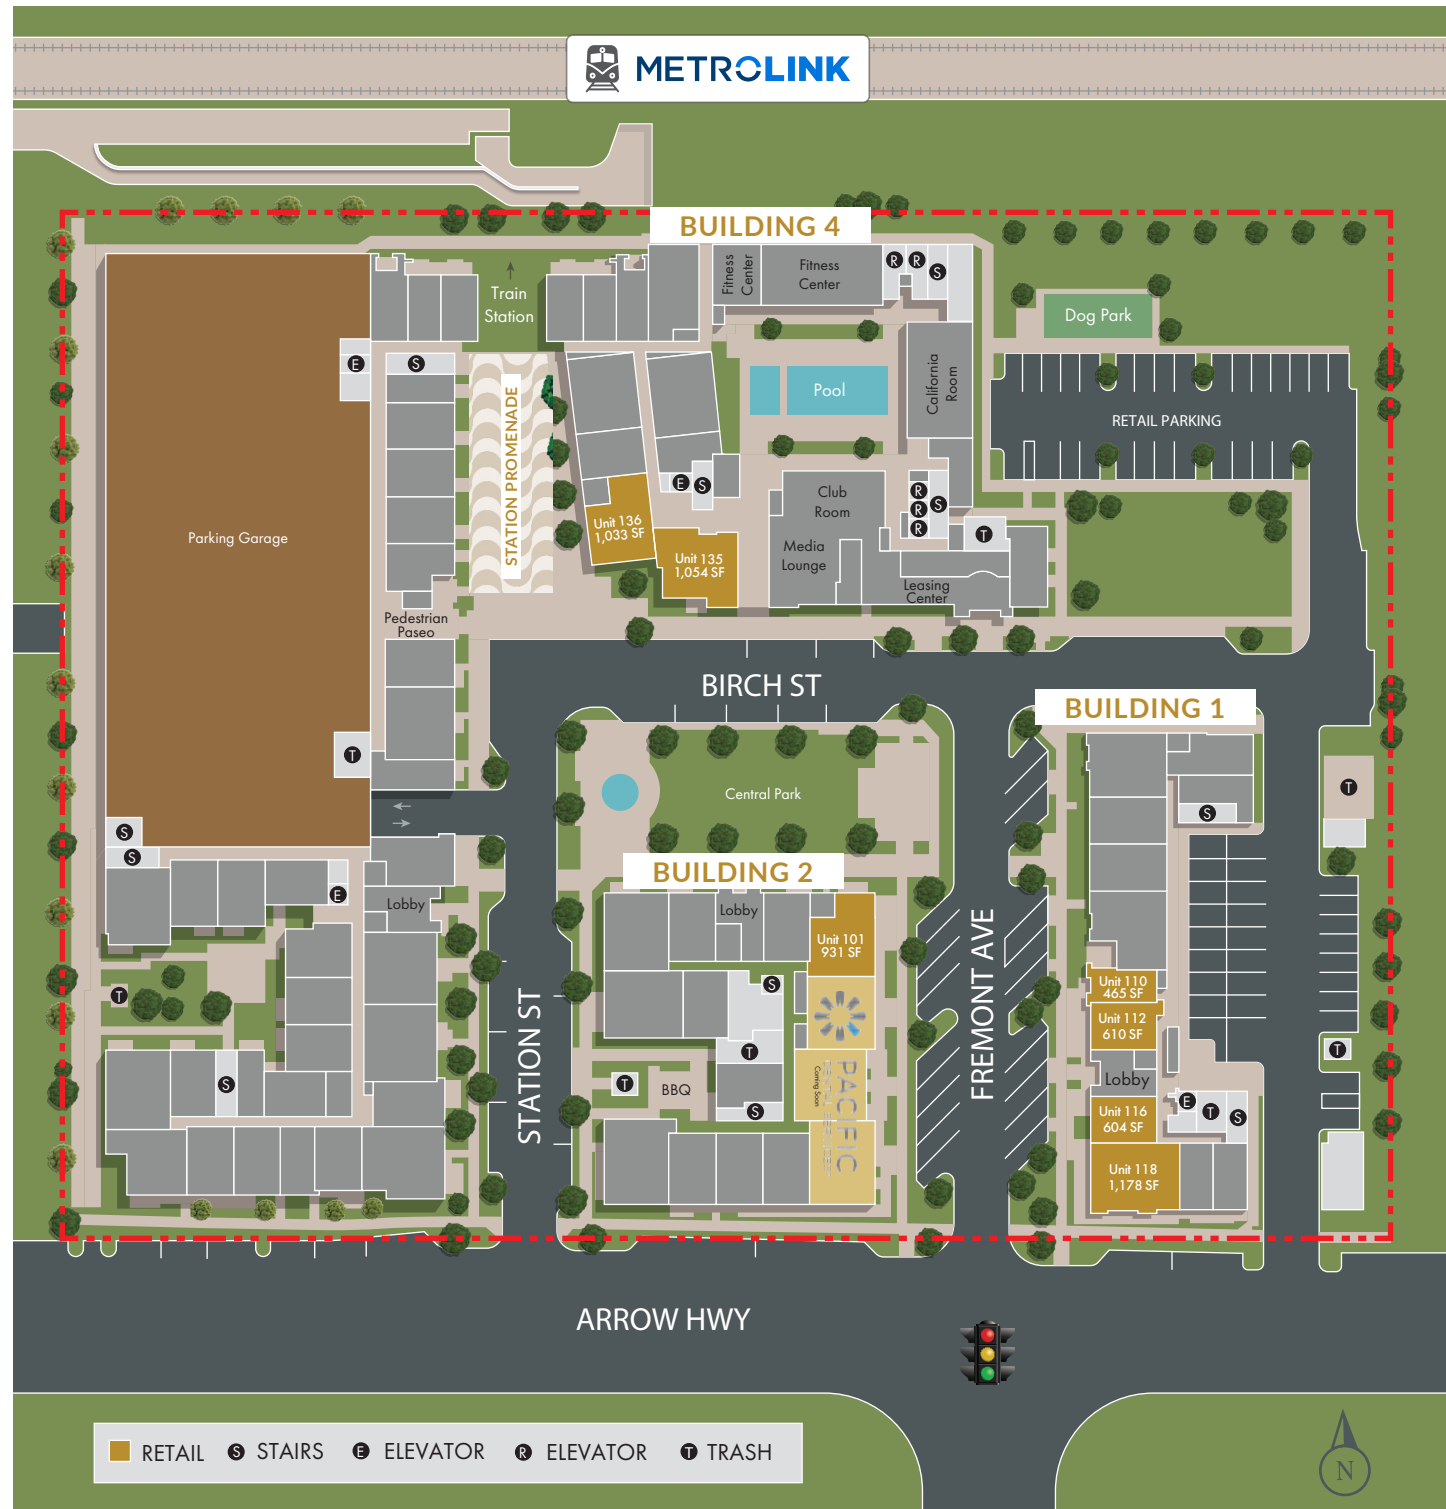 METROLINK
BUILDING 4
Fitness
Center
Fitness
Center
R
R
S
Train
Station
Dog Park
E
S
California
Room
Pool
STATION PROMENADE
RETAIL PARKING
E
S
Club
Room
R
R
R
S
Unit 136
1,033 SF
Parking Garage
Media
Lounge
T
Unit 135
1,054 SF
Leasing
Center
Pedestrian
Paseo
BIRCH ST
BUILDING 1
T
Central Park
T
S
S
S
BUILDING 2
E
Lobby
Lobby
Unit 101
931 SF
FREMONT AVE
STATION ST
T
S
Unit 110
465 SF
Unit 112
610 SF
T
T
S
T
BBQ
S
PACIFIC
Coming Soon
Lobby
Unit 116
604 SF
E
T
S
Unit 118
1,178 SF
ARROW HWY
RETAIL
S STAIRS
E ELEVATOR
R ELEVATOR
T TRASH
N